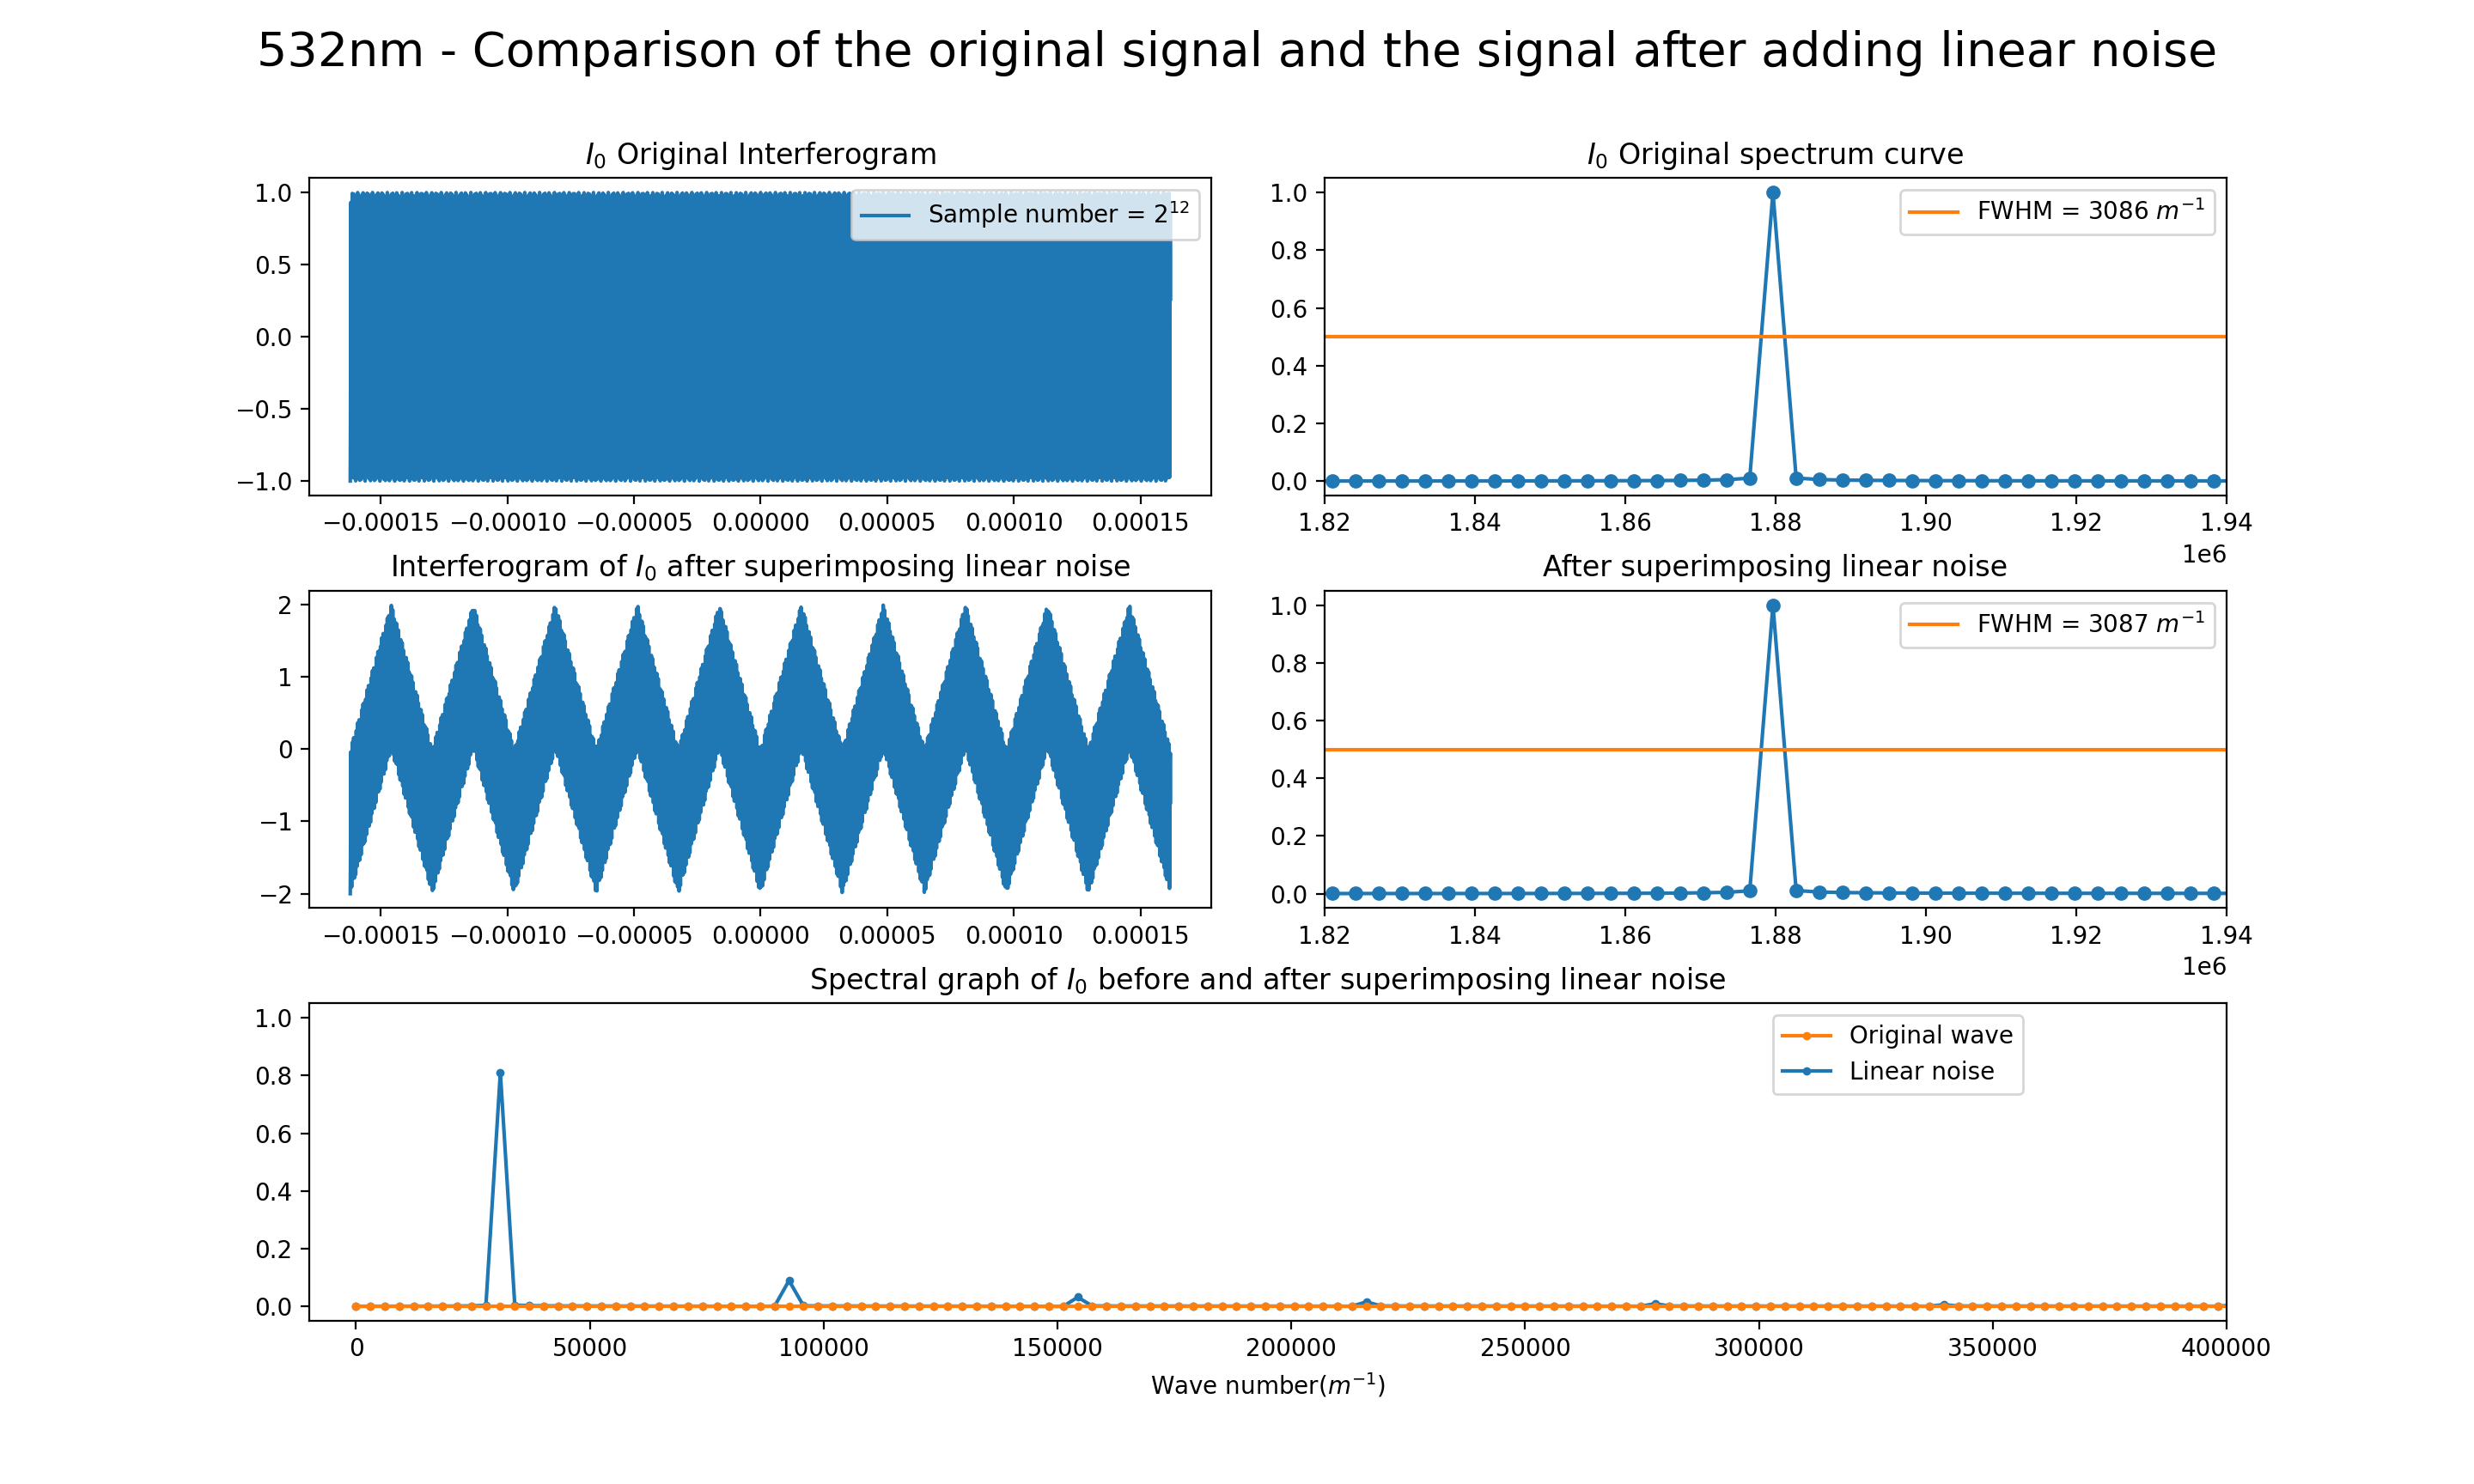 532nm - Comparison of the original signal and the signal after adding linear noise
I₀ Original Interferogram
1.0
0.5
0.0
−0.5
−1.0
Sample number = 2¹²
−0.00015 −0.00010 −0.00005 0.00000 0.00005 0.00010 0.00015
I₀ Original spectrum curve
1.0
0.8
0.6
0.4
0.2
0.0
FWHM = 3086 m⁻¹
1.82 1.84 1.86 1.88 1.90 1.92 1.94
1e6
Interferogram of I₀ after superimposing linear noise
2
1
0
−1
−2
−0.00015 −0.00010 −0.00005 0.00000 0.00005 0.00010 0.00015
After superimposing linear noise
1.0
0.8
0.6
0.4
0.2
0.0
FWHM = 3087 m⁻¹
1.82 1.84 1.86 1.88 1.90 1.92 1.94
1e6
Spectral graph of I₀ before and after superimposing linear noise
1.0
0.8
0.6
0.4
0.2
0.0
Original wave
Linear noise
0 50000 100000 150000 200000 250000 300000 350000 400000
Wave number(m⁻¹)